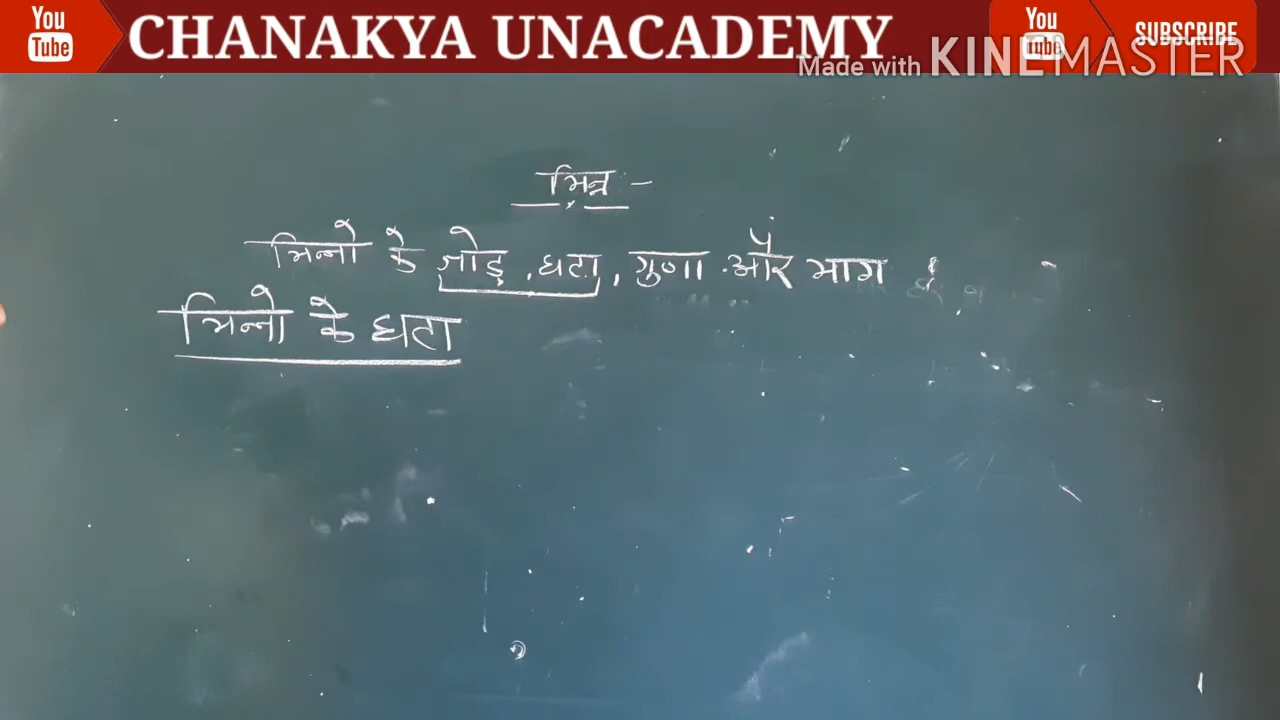 You Tube CHANAKYA UNACADEMY You Tube SUBSCRIBE
Made with KINEMASTER
भिन्न -
भिन्नो के जोड़, घटा, गुणा और भाग
भिन्नो के घटा